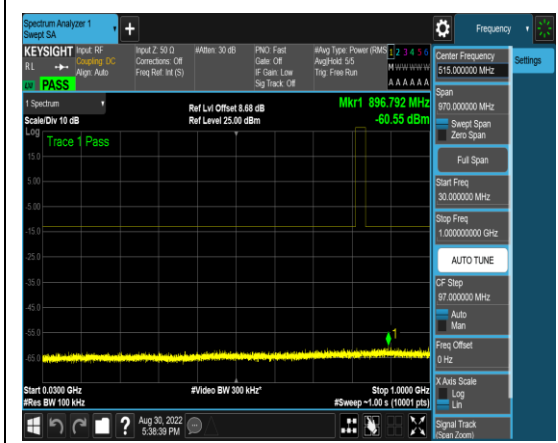 Spectrum Analyzer 1
Swept SA
Frequency
KEYSIGHT
Input: RF
Coupling: DC
Align: Auto
Input Z: 50 Ω
Corrections: Off
Freq Ref: Int (S)
#Atten: 30 dB
PNO: Fast
Gate: Off
IF Gain: Low
Sig Track: Off
#Avg Type: Power (RMS
Avg|Hold: 5/5
Trig: Free Run
1 2 3 4 5 6
M W W W W W
A A A A A A
RL
PASS
Center Frequency
515.000000 MHz
Settings
Span
970.000000 MHz
Swept Span
Zero Span
Full Span
Start Freq
30.000000 MHz
Stop Freq
1.000000000 GHz
AUTO TUNE
CF Step
97.000000 MHz
Auto
Man
Freq Offset
0 Hz
X Axis Scale
Log
Lin
Signal Track
(Span Zoom)
1 Spectrum
Scale/Div 10 dB
Ref Lvl Offset 8.68 dB
Ref Level 25.00 dBm
Mkr1 896.792 MHz
-60.55 dBm
Log
Trace 1 Pass
15.0
5.00
-5.00
-15.0
-25.0
-35.0
-45.0
-55.0
-65.0
1
Start 0.0300 GHz
#Video BW 300 kHz*
Stop 1.0000 GHz
#Res BW 100 kHz
#Sweep ~1.00 s (10001 pts)
?
Aug 30, 2022
5:38:39 PM